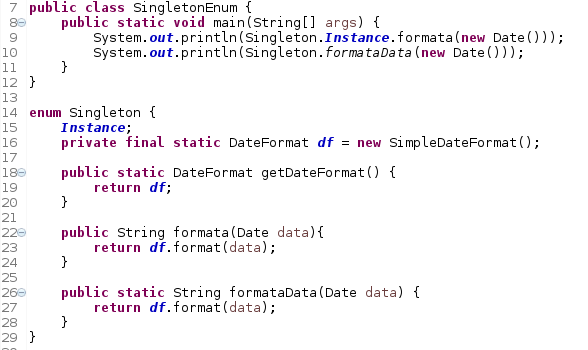 7 public class SingletonEnum {
8 public static void main(String[] args) {
9 System.out.println(Singleton.Instance.formata(new Date()));
10 System.out.println(Singleton.formataData(new Date()));
11 }
12 }
13
14 enum Singleton {
15 Instance;
16 private final static DateFormat df = new SimpleDateFormat();
17
18 public static DateFormat getDateFormat() {
19 return df;
20 }
21
22 public String formata(Date data){
23 return df.format(data);
24 }
25
26 public static String formataData(Date data) {
27 return df.format(data);
28 }
29 }